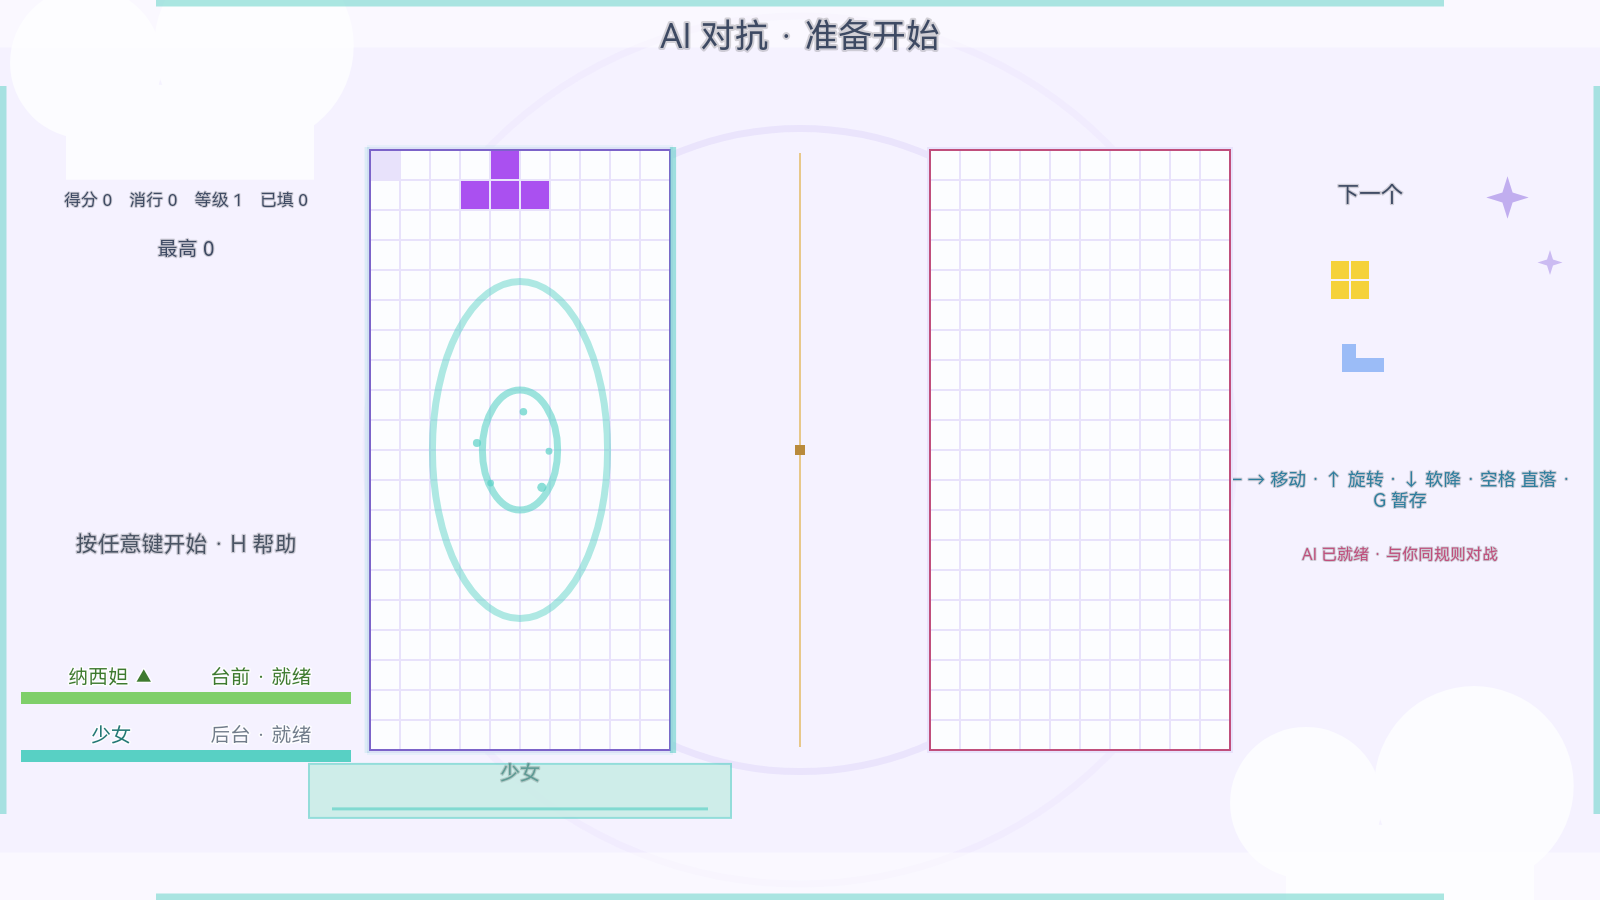 AI 对抗 · 准备开始
得分 0 消行 0 等级 1 已填 0
最高 0
下一个
– → 移动 · ↑ 旋转 · ↓ 软降 · 空格 直落 ·
G 暂存
按任意键开始 · H 帮助
AI 已就绪 · 与你同规则对战
纳西妲 ▲ 台前 · 就绪
少女 后台 · 就绪
少女